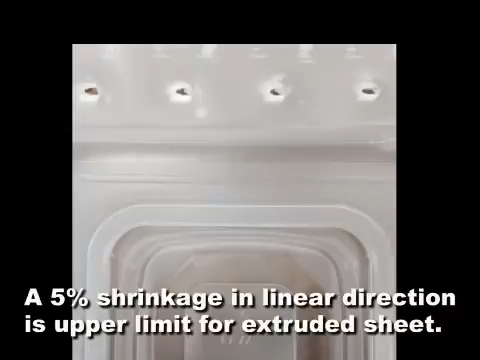 A 5% shrinkage in linear direction
is upper limit for extruded sheet.